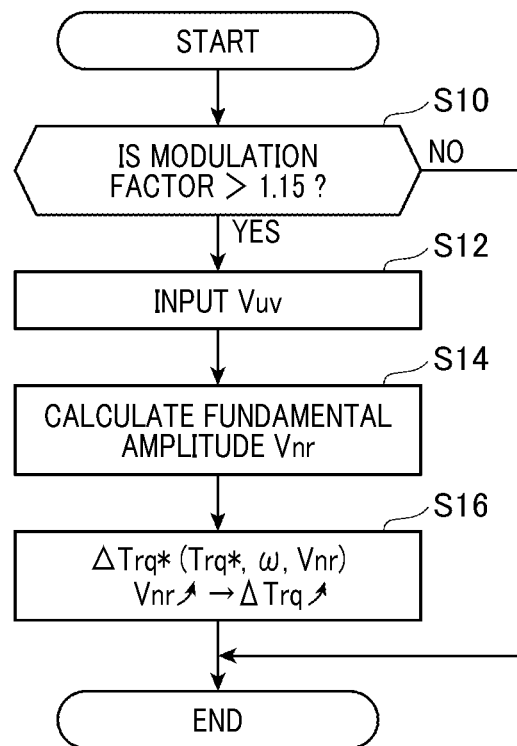 START
S10
IS MODULATION
FACTOR > 1.15 ?
NO
YES
S12
INPUT Vuv
S14
CALCULATE FUNDAMENTAL
AMPLITUDE Vnr
S16
ΔTrq* (Trq*, ω, Vnr)
Vnr↗ → ΔTrq↗
END